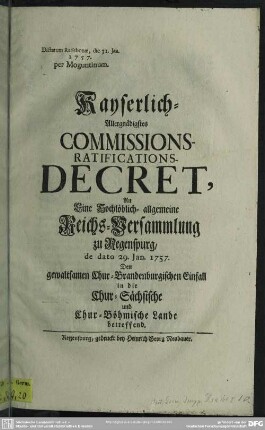 Dictatum Ratisbonæ, die 31. Jan.
1757.
per Moguntinum.
Kayserlich-
Allergnädigstes
COMMISSIONS-
RATIFICATIONS-
DECRET,
An
Eine Hochlöblich- allgemeine
Reichs-Versammlung
zu Regenspurg/
de dato 29. Jan. 1757.
Den
gewaltsamen Chur-Brandenburgischen Einfall
in die
Chur-Sächsische
und
Chur-Böhmische Lande
betreffend.
Regenspurg, gedruckt bey Heinrich Georg Neubauer.
DFG